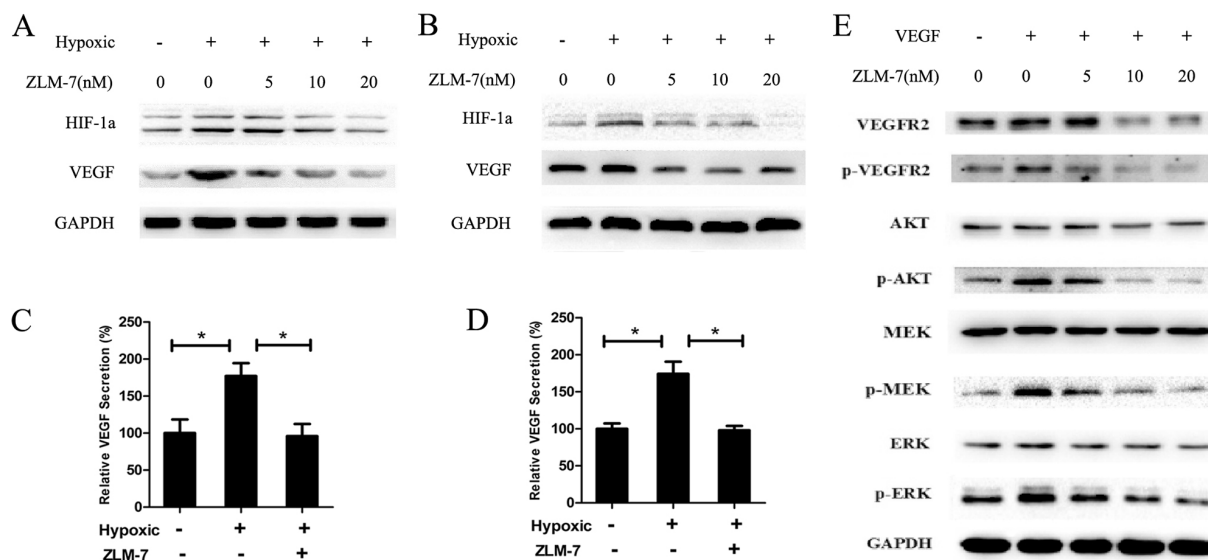 A
Hypoxic - + + + +
ZLM-7(nM) 0 0 5 10 20
HIF-1a
VEGF
GAPDH
B
Hypoxic - + + + +
ZLM-7(nM) 0 0 5 10 20
HIF-1a
VEGF
GAPDH
C
Relative VEGF Secretion (%)
250
200
150
100
50
0
* *
Hypoxic - + +
ZLM-7 - - +
D
Relative VEGF Secretion (%)
250
200
150
100
50
0
* *
Hypoxic - + +
ZLM-7 - - +
E
VEGF - + + + +
ZLM-7(nM) 0 0 5 10 20
VEGFR2
p-VEGFR2
AKT
p-AKT
MEK
p-MEK
ERK
p-ERK
GAPDH